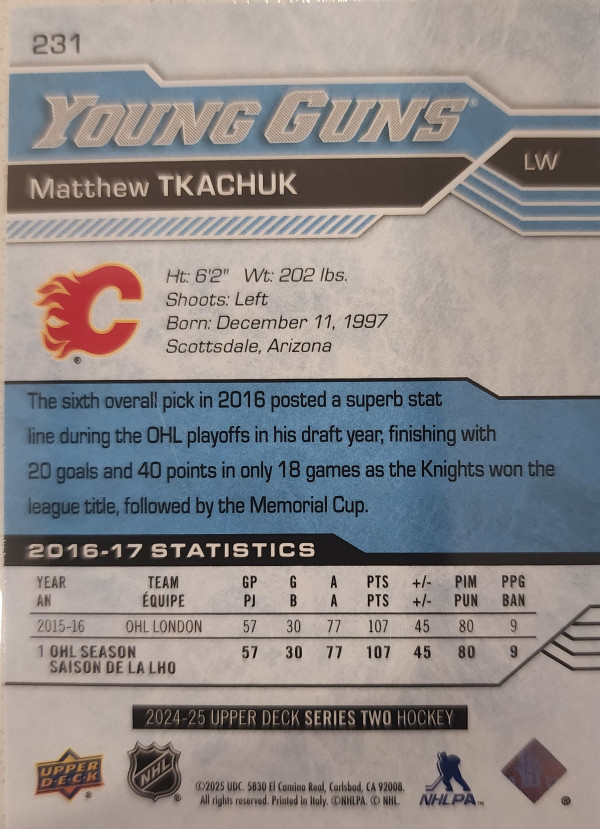 231
YOUNG GUNS®
Matthew TKACHUK
LW
Ht: 6'2" Wt: 202 lbs.
Shoots: Left
Born: December 11, 1997
Scottsdale, Arizona
C
®
The sixth overall pick in 2016 posted a superb stat
line during the OHL playoffs in his draft year, finishing with
20 goals and 40 points in only 18 games as the Knights won the
league title, followed by the Memorial Cup.
2016-17 STATISTICS
YEAR TEAM GP G A PTS +/- PIM PPG
AN ÉQUIPE PJ B A PTS +/- PUN BAN
2015-16 OHL LONDON 57 30 77 107 45 80 9
1 OHL SEASON 57 30 77 107 45 80 9
SAISON DE LA LHO
2024-25 UPPER DECK SERIES TWO HOCKEY
UPPER DECK ®
NHL ®
©2025 UDC. 5830 El Camino Real, Carlsbad, CA 92008.
All rights reserved. Printed in Italy. ©NHLPA. © NHL.
NHLPA™
®